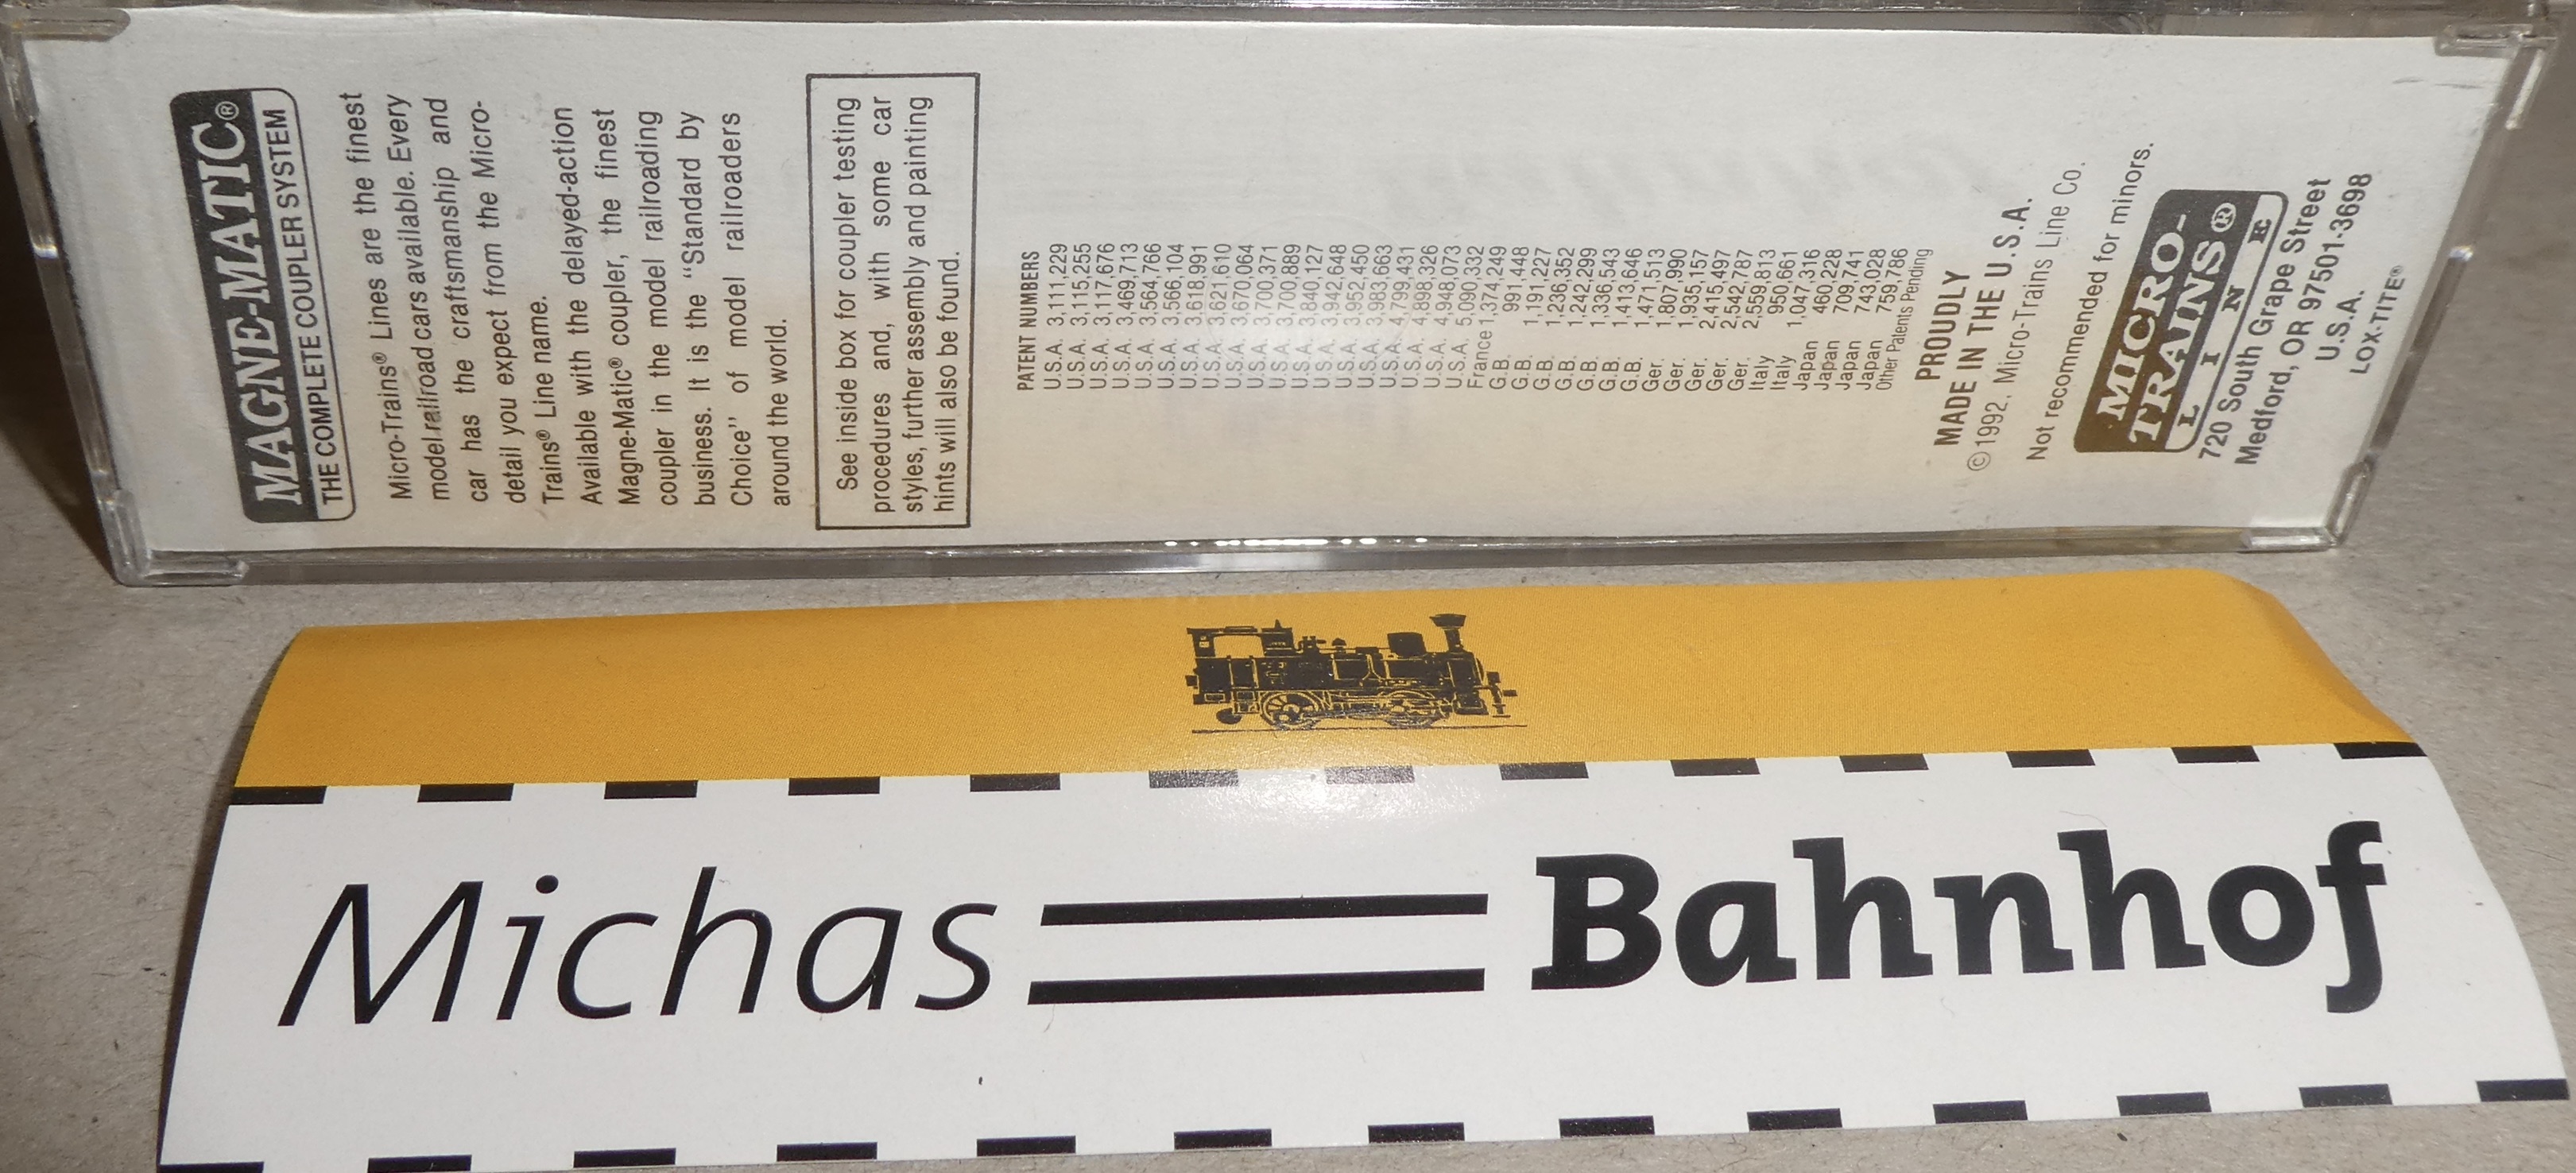 MAGNE-MATIC®
THE COMPLETE COUPLER SYSTEM
Micro-Trains® Lines are the finest
model railroad cars available. Every
car has the craftsmanship and
detail you expect from the Micro-
Trains® Line name.
Available with the delayed-action
Magne-Matic® coupler, the finest
coupler in the model railroading
business. It is the “Standard by
Choice” of model railroaders
around the world.
See inside box for coupler testing
procedures and, with some car
styles, further assembly and painting
hints will also be found.
PATENT NUMBERS
U.S.A. 3,111,229
U.S.A. 3,115,255
U.S.A. 3,117,676
U.S.A. 3,469,713
U.S.A. 3,564,766
U.S.A. 3,566,104
U.S.A. 3,618,991
U.S.A. 3,621,610
U.S.A. 3,670,064
U.S.A. 3,700,371
U.S.A. 3,700,889
U.S.A. 3,840,127
U.S.A. 3,942,648
U.S.A. 3,952,450
U.S.A. 3,983,663
U.S.A. 4,799,431
U.S.A. 4,898,326
U.S.A. 4,948,073
U.S.A. 5,090,332
France 1,374,249
G.B. 991,448
G.B. 1,191,227
G.B. 1,236,352
G.B. 1,242,299
G.B. 1,336,543
G.B. 1,413,646
G.B. 1,471,513
Ger. 1,807,990
Ger. 1,935,157
Ger. 2,415,497
Ger. 2,542,787
Ger. 2,559,813
Italy 950,661
Italy 1,047,316
Japan 460,228
Japan 709,741
Japan 743,028
Japan 759,786
Other Patents Pending
PROUDLY
MADE IN THE U.S.A.
© 1992, Micro-Trains Line Co.
Not recommended for minors.
MICRO-
TRAINS®
LINE
720 South Grape Street
Medford, OR 97501-3698
U.S.A.
LOX-TITE®
Michas Bahnhof